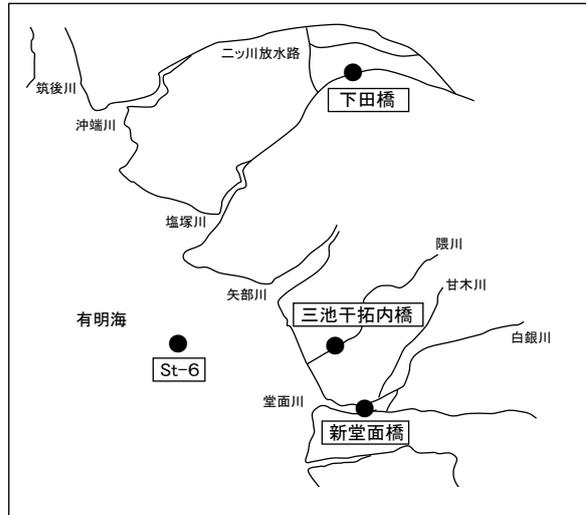 二ッ川放水路
筑後川
下田橋
沖端川
塩塚川
隈川
矢部川
甘木川
三池干拓内橋
有明海
白銀川
St-6
堂面川
新堂面橋